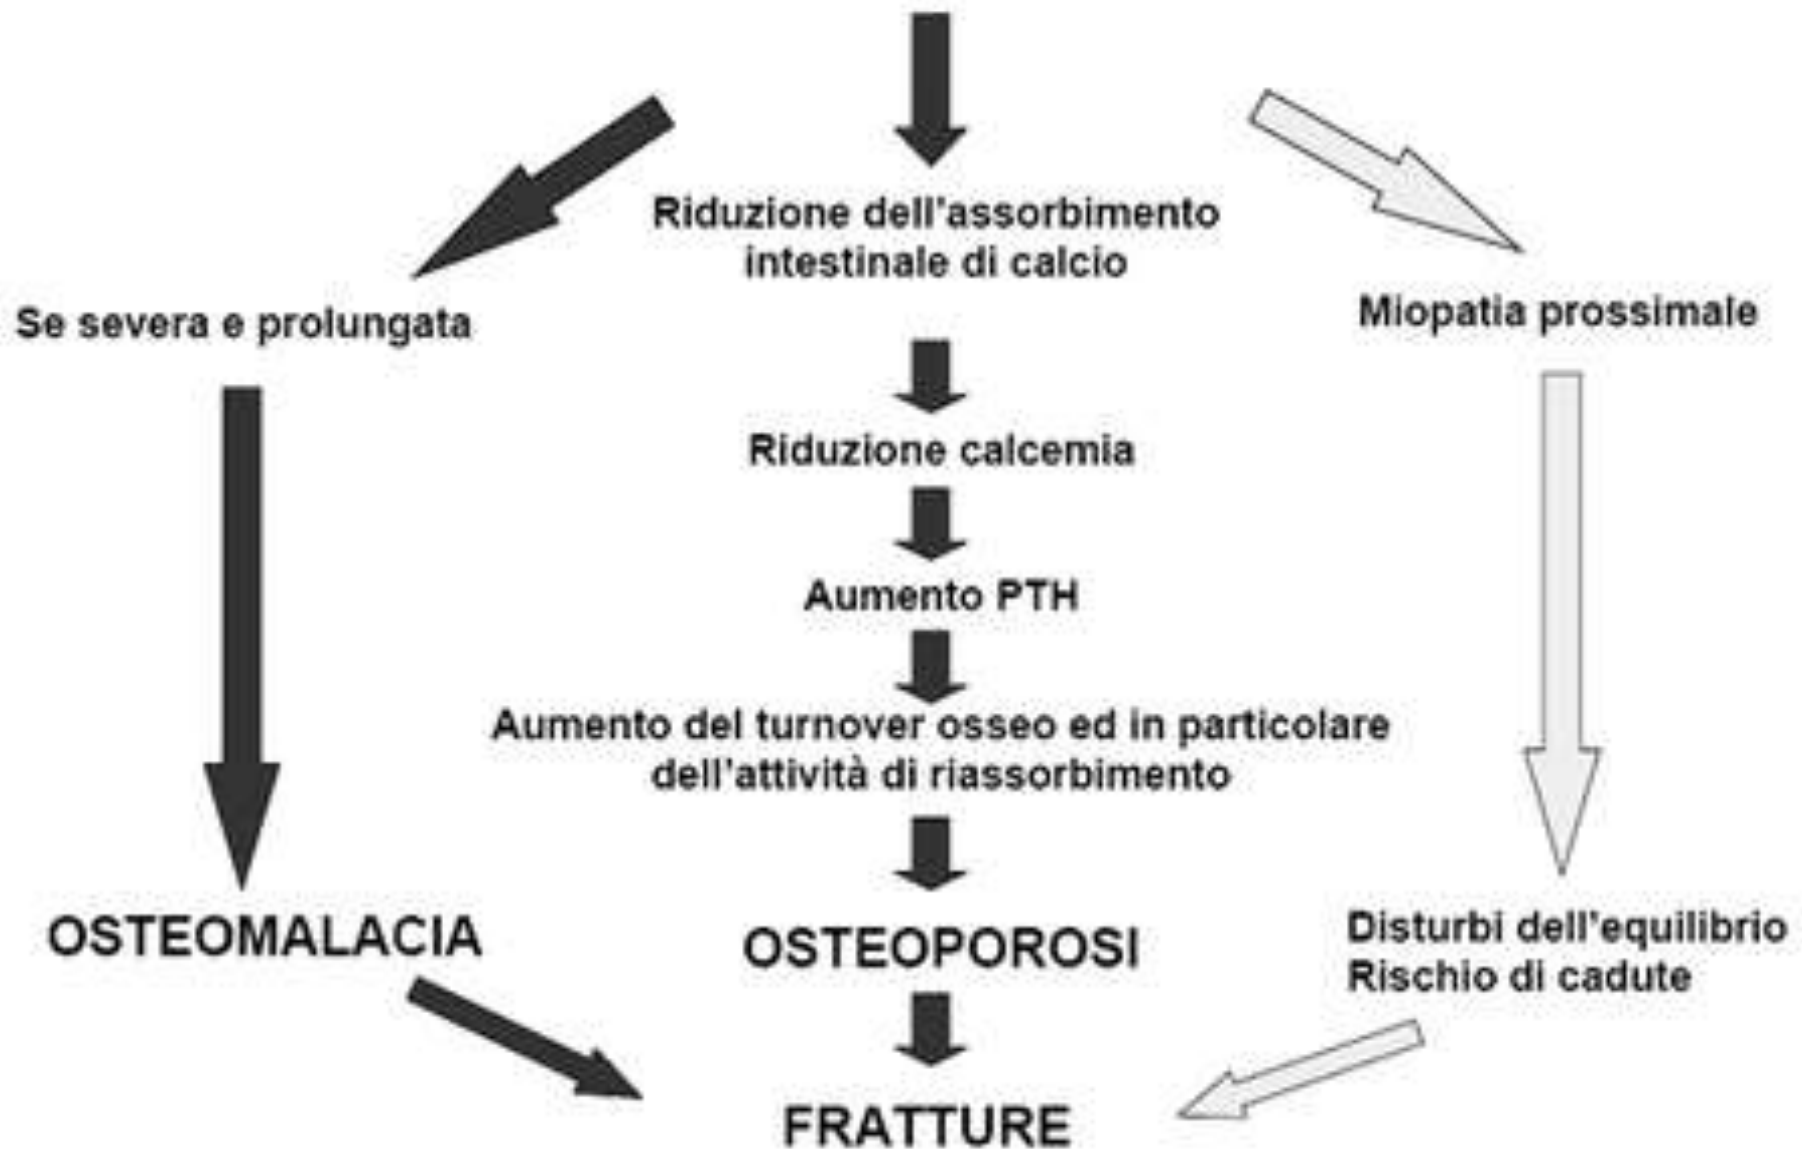 Riduzione dell'assorbimento
intestinale di calcio
Se severa e prolungata
Miopatia prossimale
Riduzione calcemia
Aumento PTH
Aumento del turnover osseo ed in particolare
dell'attività di riassorbimento
OSTEOMALACIA
OSTEOPOROSI
Disturbi dell'equilibrio
Rischio di cadute
FRATTURE